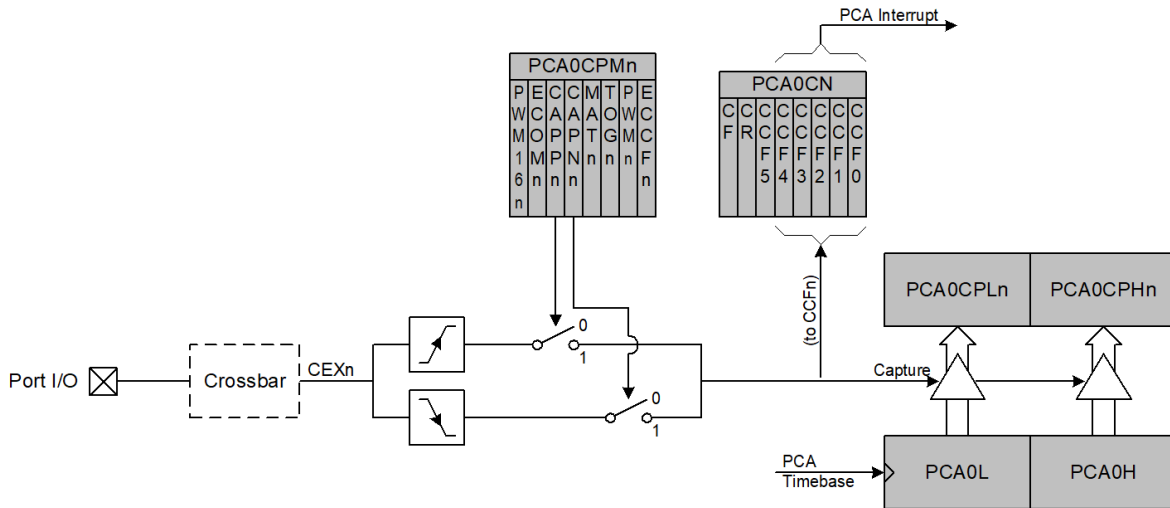 PCA Interrupt
PCA0CPMn
PWM16n
ECOMn
CAPPn
CAPNn
MATn
TOGn
PWMn
ECCFn
PCA0CN
CF
CR
CCF5
CCF4
CCF3
CCF2
CCF1
CCF0
(to CCFn)
PCA0CPLn
PCA0CPHn
0
1
Port I/O
Crossbar
CEXn
Capture
0
1
PCA
Timebase
PCA0L
PCA0H